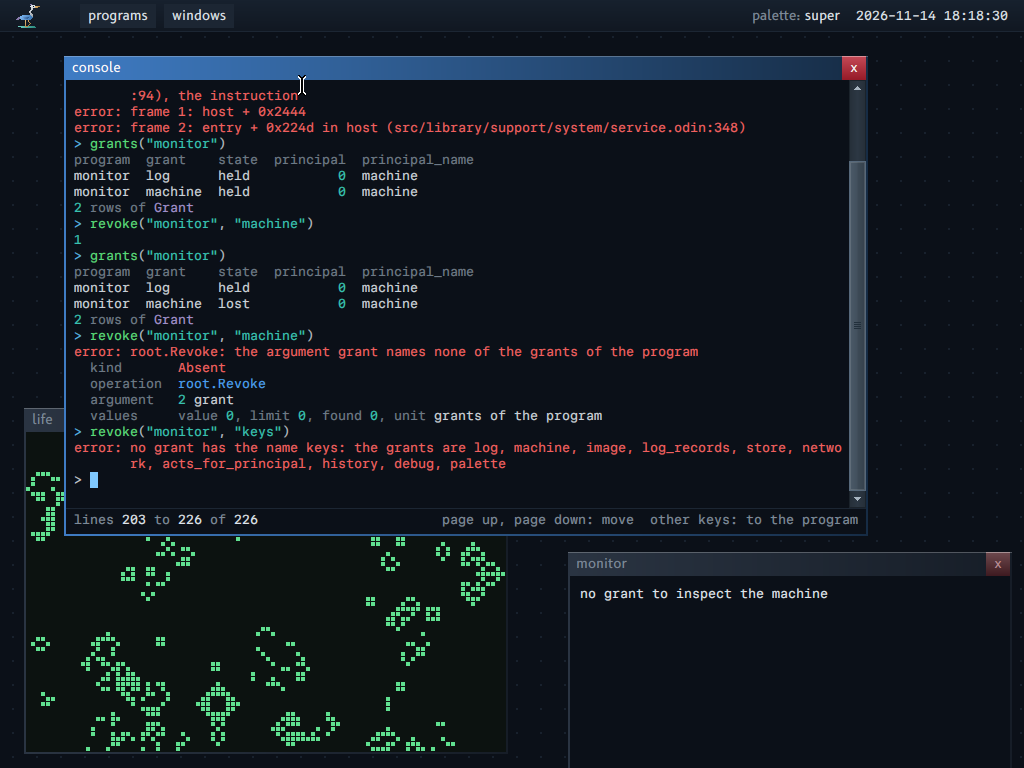 programs windows palette: super 2026-11-14 18:18:30
console x
:94), the instruction
error: frame 1: host + 0x2444
error: frame 2: entry + 0x224d in host (src/library/support/system/service.odin:348)
> grants("monitor")
program grant state principal principal_name
monitor log held 0 machine
monitor machine held 0 machine
2 rows of Grant
> revoke("monitor", "machine")
1
> grants("monitor")
program grant state principal principal_name
monitor log held 0 machine
monitor machine lost 0 machine
2 rows of Grant
> revoke("monitor", "machine")
error: root.Revoke: the argument grant names none of the grants of the program
kind Absent
operation root.Revoke
argument 2 grant
values value 0, limit 0, found 0, unit grants of the program
> revoke("monitor", "keys")
error: no grant has the name keys: the grants are log, machine, image, log_records, store, netwo
rk, acts_for_principal, history, debug, palette
>
lines 203 to 226 of 226 page up, page down: move other keys: to the program
life
monitor x
no grant to inspect the machine